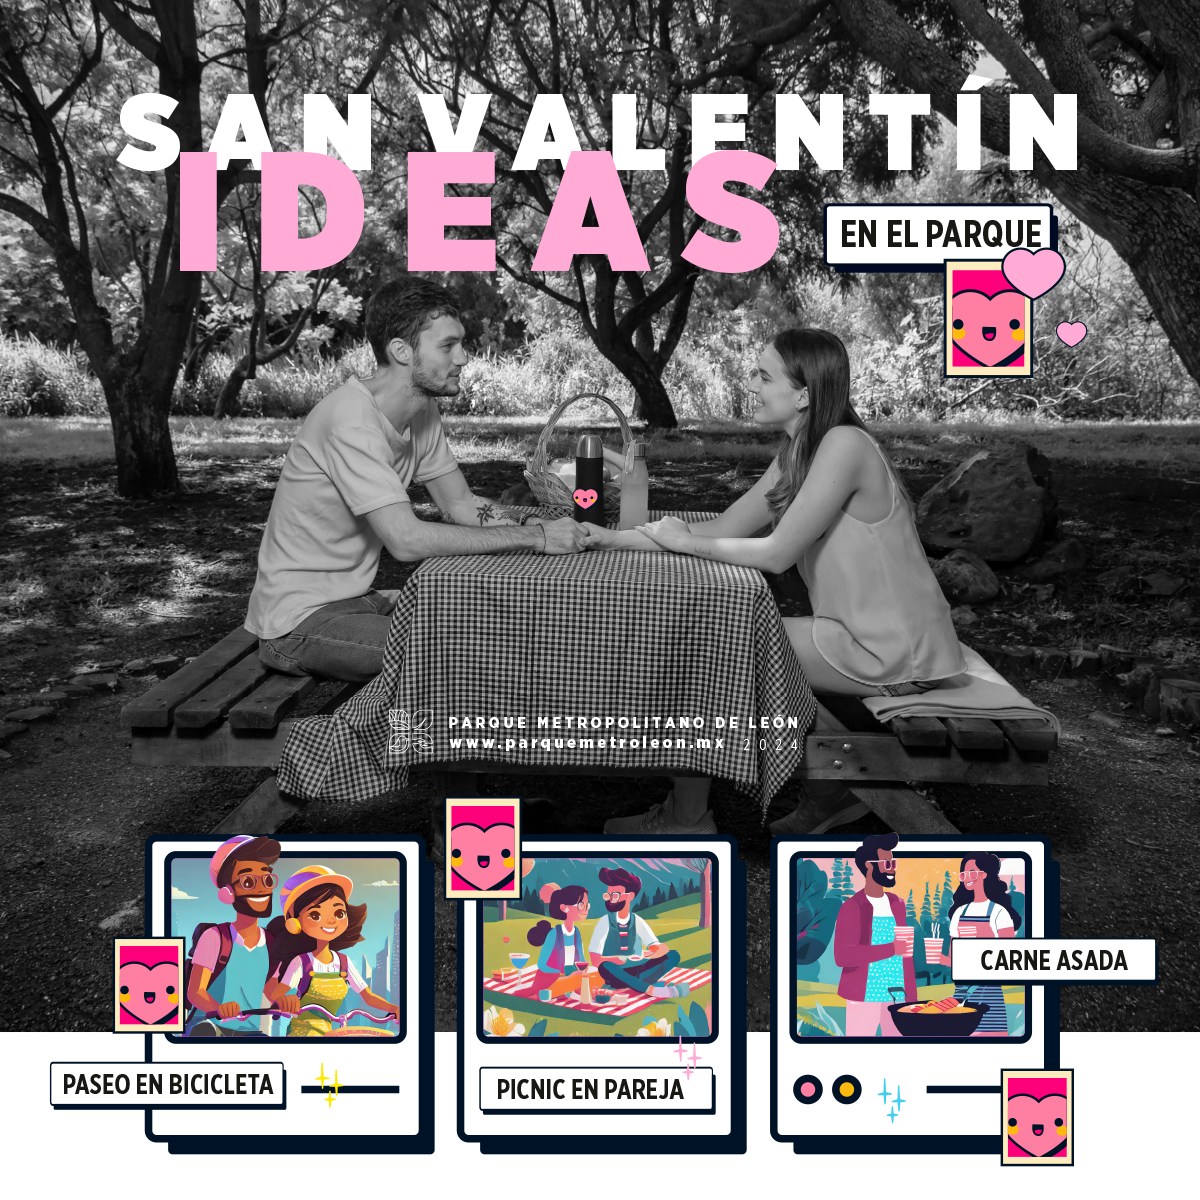 SAN VALENTÍN
IDEAS
EN EL PARQUE
PARQUE METROPOLITANO DE LEÓN
www.parquemetroleon.mx 2024
CARNE ASADA
PASEO EN BICICLETA
PICNIC EN PAREJA